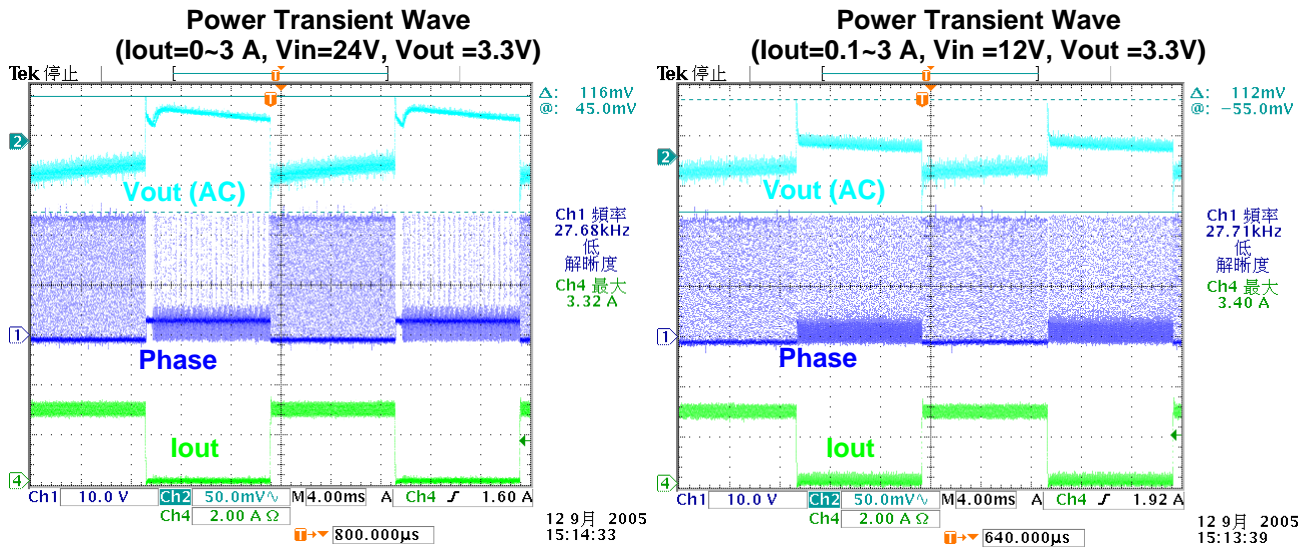 Power Transient Wave
(Iout=0~3 A, Vin=24V, Vout =3.3V)
Tek 停止
T
T
Δ: 116mV
@: 45.0mV
2
Vout (AC)
Ch1 頻率
27.68kHz
低
解晰度
Ch4 最大
3.32 A
1
Phase
Iout
4
Ch1 10.0 V Ch2 50.0mV∿ M 4.00ms A Ch4 ʃ 1.60 A
Ch4 2.00 A Ω
T→▼ 800.000µs
12 9月 2005
15:14:33
Power Transient Wave
(Iout=0.1~3 A, Vin =12V, Vout =3.3V)
Tek 停止
T
T
Δ: 112mV
@: −55.0mV
2
Vout (AC)
Ch1 頻率
27.71kHz
低
解晰度
Ch4 最大
3.40 A
1
Phase
Iout
4
Ch1 10.0 V Ch2 50.0mV∿ M 4.00ms A Ch4 ʃ 1.92 A
Ch4 2.00 A Ω
T→▼ 640.000µs
12 9月 2005
15:13:39